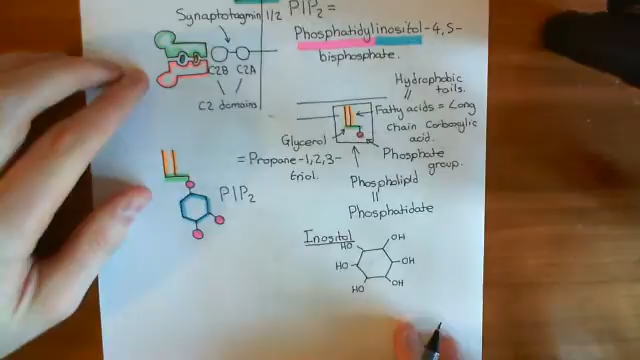 Synaptotagmin 1/2
PIP2 =
Phosphatidylinositol-4,5-
bisphosphate.
C2B C2A
C2 domains
Hydrophobic
tails.
Fatty acids = Long
chain Carboxylic
acid.
Glycerol
= Propane-1,2,3-
triol.
Phosphate
group.
Phospholipid
=
Phosphatidate
PIP2
Inositol
HO OH
HO OH
HO OH